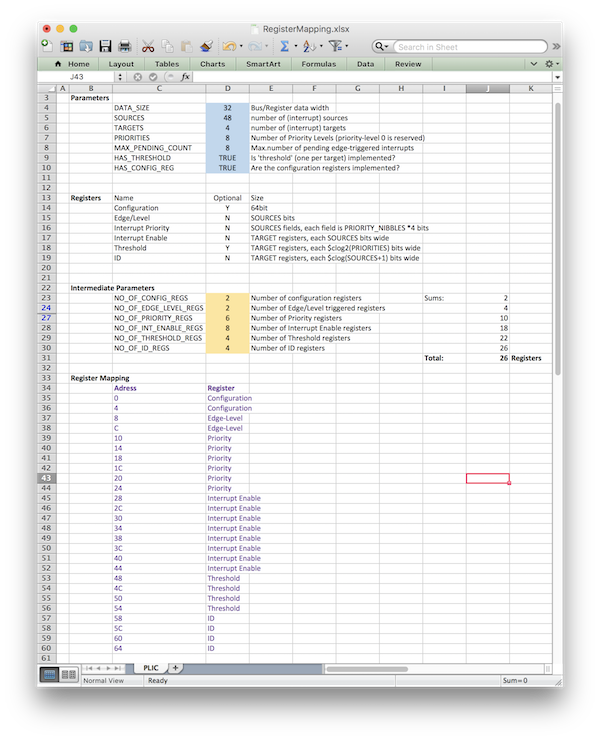 RegisterMapping.xlsx
Search in Sheet
Home Layout Tables Charts SmartArt Formulas Data Review
J43 fx
A B C D E F G H I J K
3 Parameters
4 DATA_SIZE 32 Bus/Register data width
5 SOURCES 48 number of (interrupt) sources
6 TARGETS 4 number of (interrupt) targets
7 PRIORITIES 8 Number of Priority Levels (priority-level 0 is reserved)
8 MAX_PENDING_COUNT 8 Max.number of pending edge-triggered interrupts
9 HAS_THRESHOLD TRUE Is 'threshold' (one per target) implemented?
10 HAS_CONFIG_REG TRUE Are the configuration registers implemented?
11
12
13 Registers Name Optional Size
14 Configuration Y 64bit
15 Edge/Level N SOURCES bits
16 Interrupt Priority N SOURCES fields, each field is PRIORITY_NIBBLES *4 bits
17 Interrupt Enable N TARGET registers, each SOURCES bits wide
18 Threshold Y TARGET registers, each $clog2(PRIORITIES) bits wide
19 ID N TARGET registers, each $clog(SOURCES+1) bits wide
20
21
22 Intermediate Parameters
23 NO_OF_CONFIG_REGS 2 Number of configuration registers Sums: 2
24 NO_OF_EDGE_LEVEL_REGS 2 Number of Edge/Level triggered registers 4
27 NO_OF_PRIORITY_REGS 6 Number of Priority registers 10
28 NO_OF_INT_ENABLE_REGS 8 Number of Interrupt Enable registers 18
29 NO_OF_THRESHOLD_REGS 4 Number of Threshold registers 22
30 NO_OF_ID_REGS 4 Number of ID registers 26
31 Total: 26 Registers
32
33 Register Mapping
34 Adress Register
35 0 Configuration
36 4 Configuration
37 8 Edge-Level
38 C Edge-Level
39 10 Priority
40 14 Priority
41 18 Priority
42 1C Priority
43 20 Priority
44 24 Priority
45 28 Interrupt Enable
46 2C Interrupt Enable
47 30 Interrupt Enable
48 34 Interrupt Enable
49 38 Interrupt Enable
50 3C Interrupt Enable
51 40 Interrupt Enable
52 44 Interrupt Enable
53 48 Threshold
54 4C Threshold
55 50 Threshold
56 54 Threshold
57 58 ID
58 5C ID
59 60 ID
60 64 ID
61
PLIC
Normal View Ready Sum=0